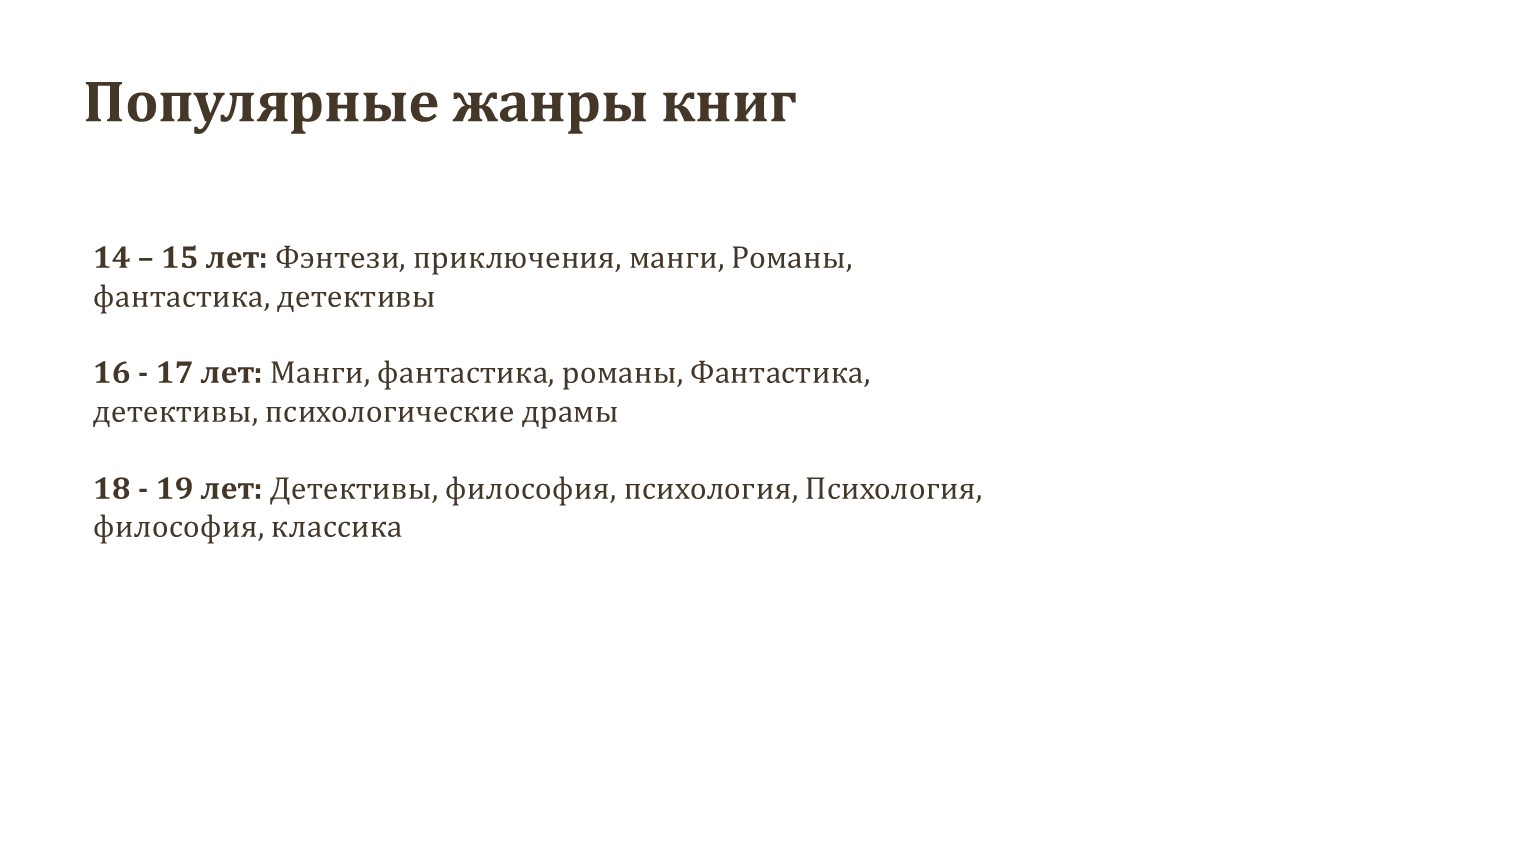 Популярные жанры книг
14 – 15 лет: Фэнтези, приключения, манги, Романы,
фантастика, детективы
16 - 17 лет: Манги, фантастика, романы, Фантастика,
детективы, психологические драмы
18 - 19 лет: Детективы, философия, психология, Психология,
философия, классика